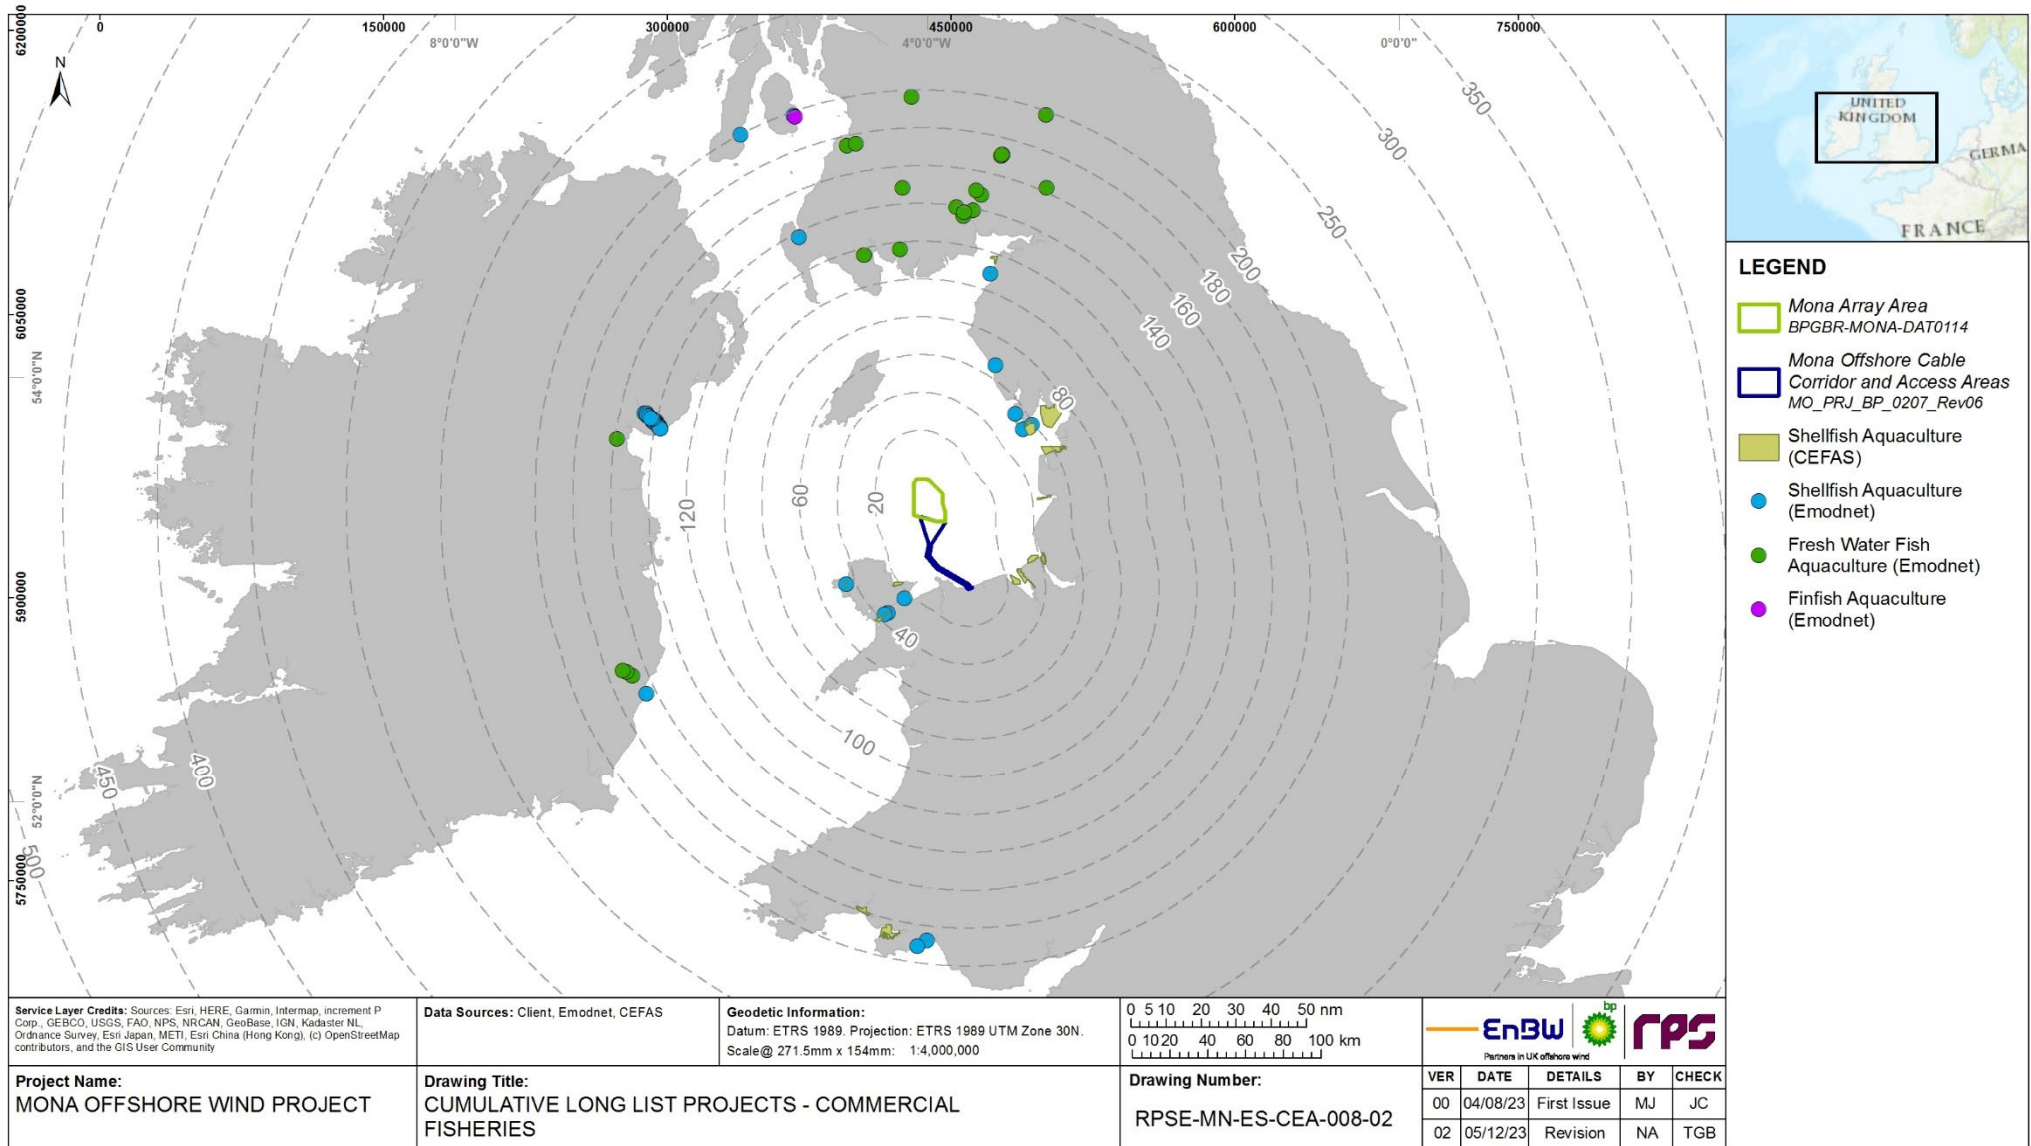 0
150000
300000
450000
600000
750000
8°0'0"W
4°0'0"W
0°0'0"
6200000
6050000
5900000
5750000
54°0'0"N
52°0'0"N
N
350
300
250
200
180
160
140
80
120
60
20
40
100
400
450
500
UNITED
KINGDOM
GERMA
FRANCE
LEGEND
Mona Array Area
BPGBR-MONA-DAT0114
Mona Offshore Cable
Corridor and Access Areas
MO_PRJ_BP_0207_Rev06
Shellfish Aquaculture
(CEFAS)
Shellfish Aquaculture
(Emodnet)
Fresh Water Fish
Aquaculture (Emodnet)
Finfish Aquaculture
(Emodnet)
Service Layer Credits: Sources: Esri, HERE, Garmin, Intermap, increment P
Corp., GEBCO, USGS, FAO, NPS, NRCAN, GeoBase, IGN, Kadaster NL,
Ordnance Survey, Esri Japan, METI, Esri China (Hong Kong), (c) OpenStreetMap
contributors, and the GIS User Community
Data Sources: Client, Emodnet, CEFAS
Geodetic Information:
Datum: ETRS 1989. Projection: ETRS 1989 UTM Zone 30N.
Scale@ 271.5mm x 154mm: 1:4,000,000
0 5 10 20 30 40 50 nm
0 10 20 40 60 80 100 km
EnBW
bp
rps
Partners in UK offshore wind
Project Name:
MONA OFFSHORE WIND PROJECT
Drawing Title:
CUMULATIVE LONG LIST PROJECTS - COMMERCIAL
FISHERIES
Drawing Number:
RPSE-MN-ES-CEA-008-02
VER DATE DETAILS BY CHECK
00 04/08/23 First Issue MJ JC
02 05/12/23 Revision NA TGB